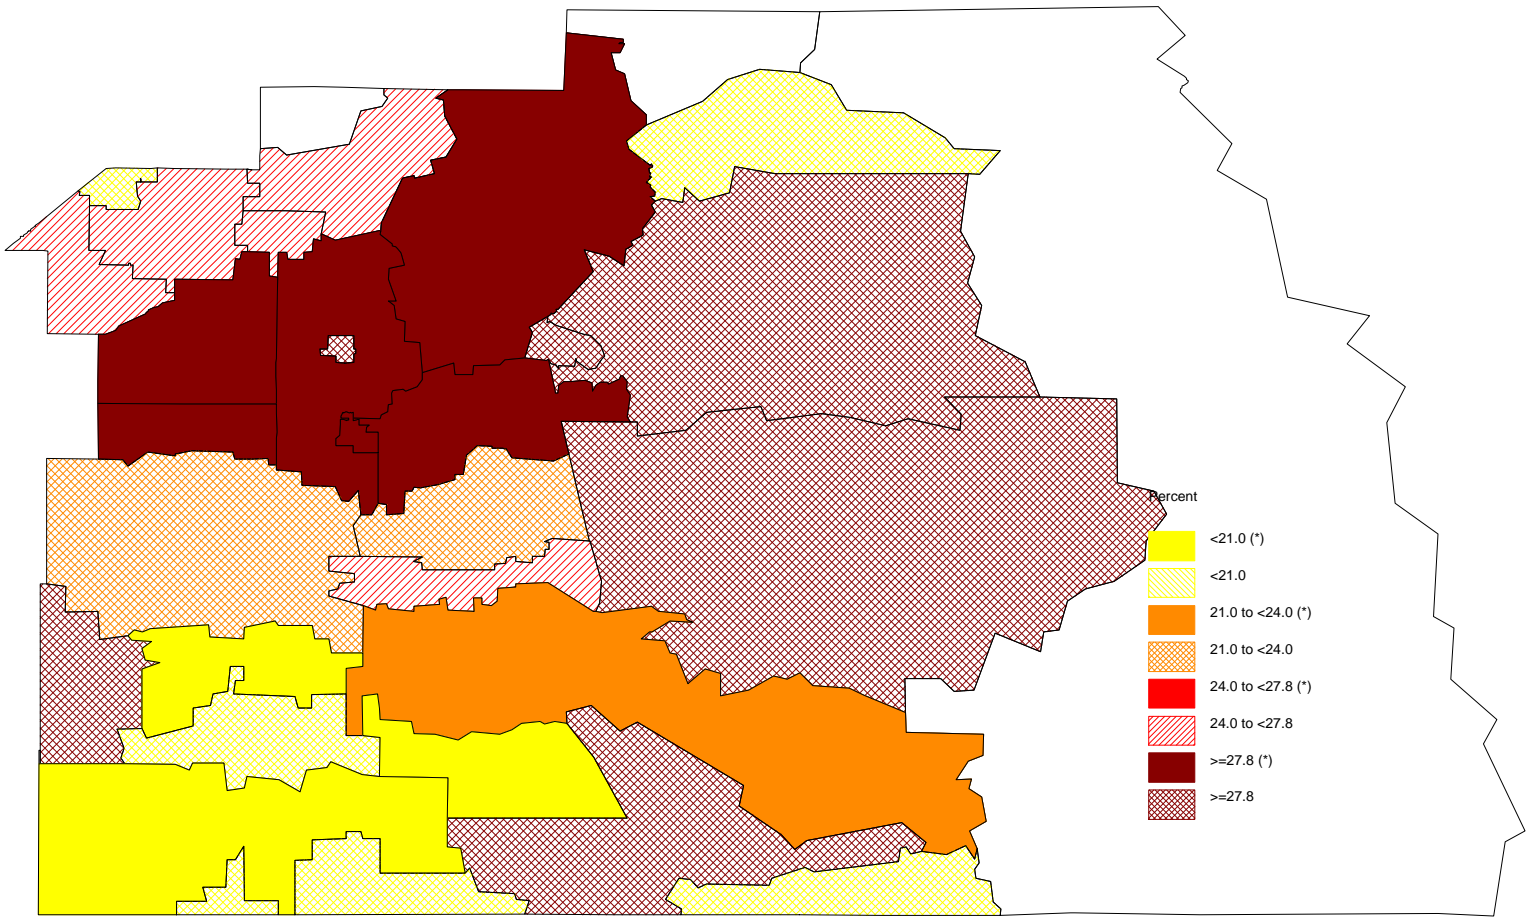 Percent
<21.0 (*)
<21.0
21.0 to <24.0 (*)
21.0 to <24.0
24.0 to <27.8 (*)
24.0 to <27.8
>=27.8 (*)
>=27.8